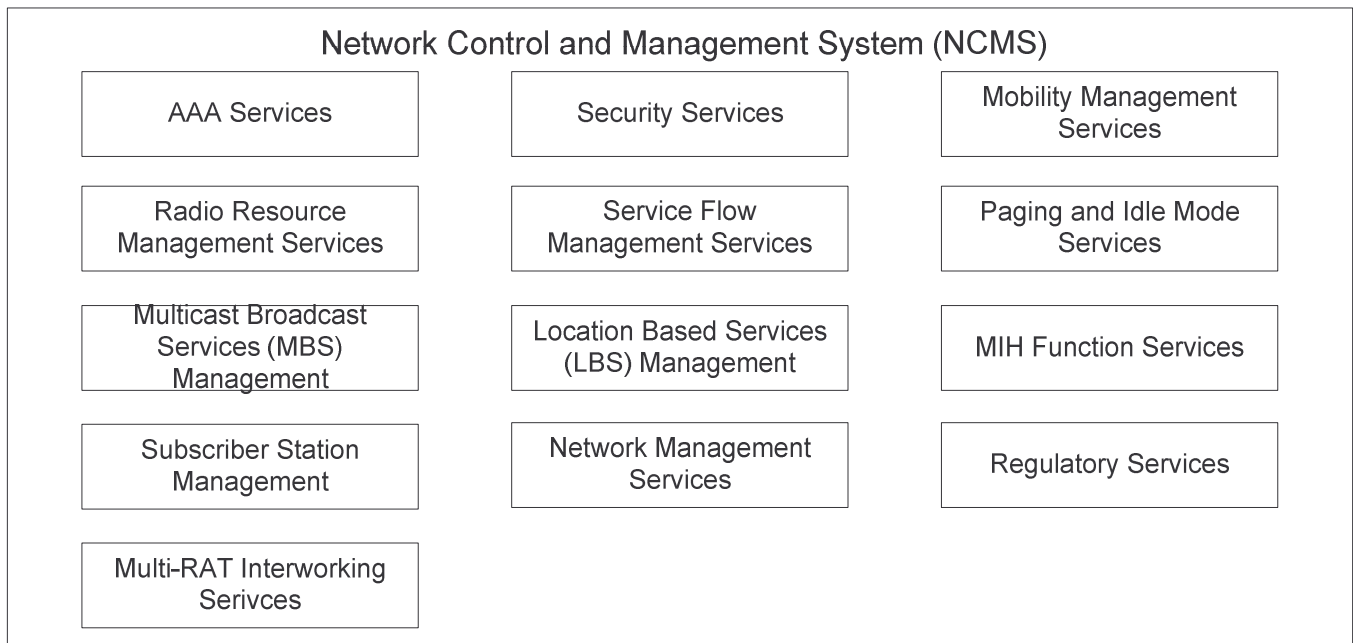 Network Control and Management System (NCMS)
AAA Services
Security Services
Mobility Management
Services
Radio Resource
Management Services
Service Flow
Management Services
Paging and Idle Mode
Services
Multicast Broadcast
Services (MBS)
Management
Location Based Services
(LBS) Management
MIH Function Services
Subscriber Station
Management
Network Management
Services
Regulatory Services
Multi-RAT Interworking
Serivces